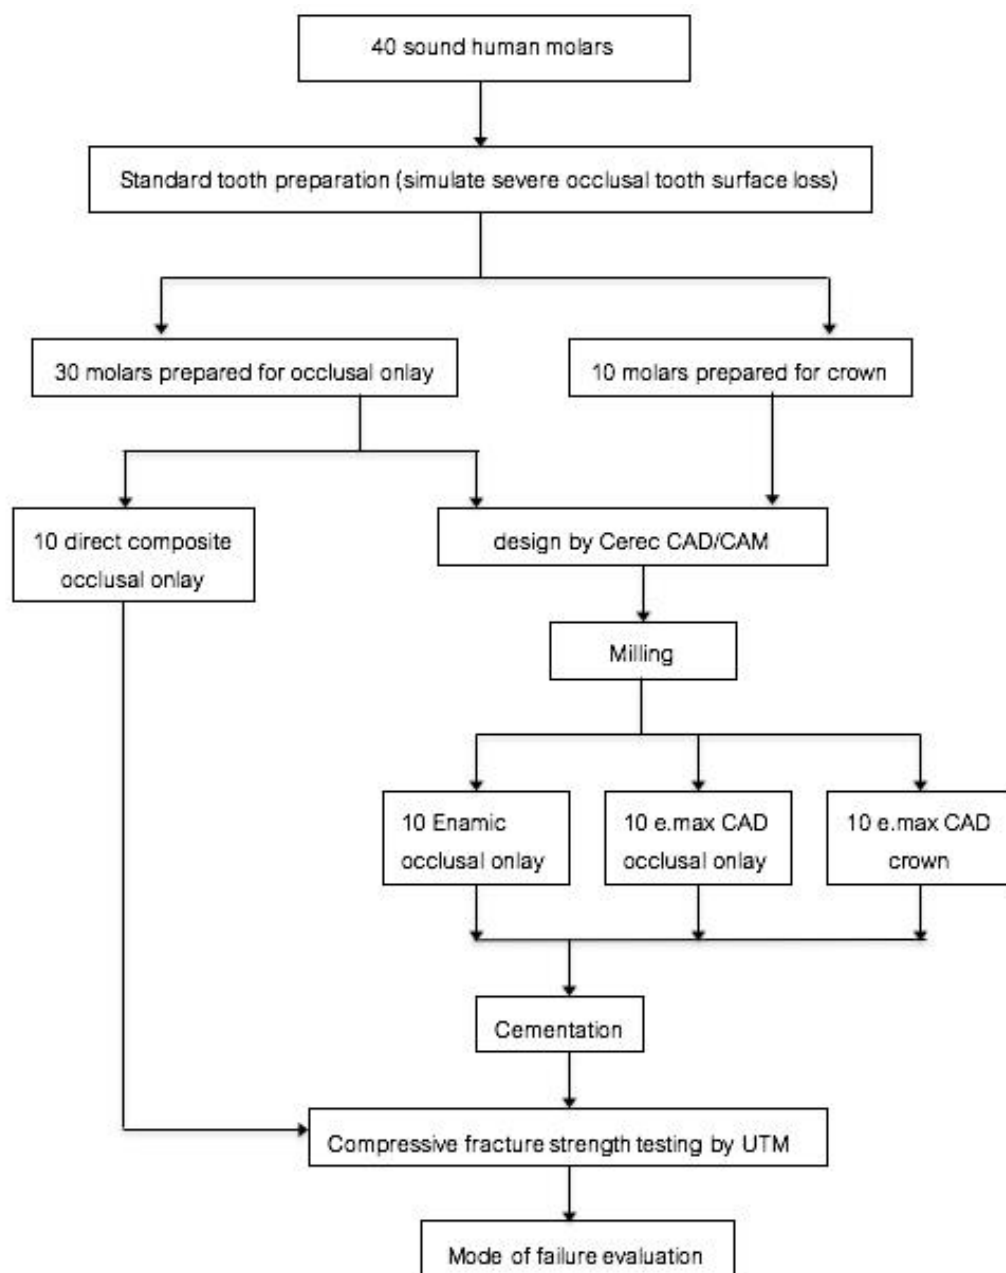 40 sound human molars
Standard tooth preparation (simulate severe occlusal tooth surface loss)
30 molars prepared for occlusal onlay
10 molars prepared for crown
10 direct composite
occlusal onlay
design by Cerec CAD/CAM
Milling
10 Enamic
occlusal onlay
10 e.max CAD
occlusal onlay
10 e.max CAD
crown
Cementation
Compressive fracture strength testing by UTM
Mode of failure evaluation